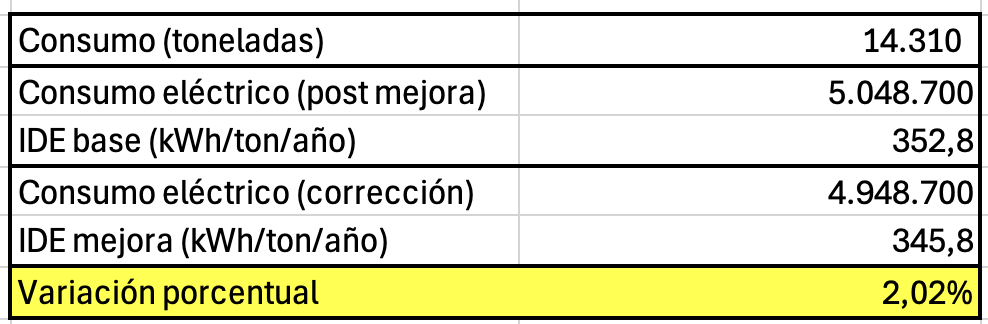 Consumo (toneladas) 14.310
Consumo eléctrico (post mejora) 5.048.700
IDE base (kWh/ton/año) 352,8
Consumo eléctrico (corrección) 4.948.700
IDE mejora (kWh/ton/año) 345,8
Variación porcentual 2,02%